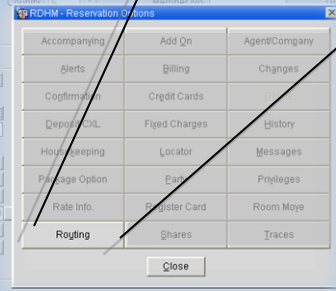 RDHM - Reservation Options
Accompanying Add On Agent/Company
Alerts Billing Changes
Confirmation Credit Cards
Deposit/CXL Fixed Charges History
Housekeeping Locator Messages
Package Option Party Privileges
Rate Info. Register Card Room Move
Routing Shares Traces
Close